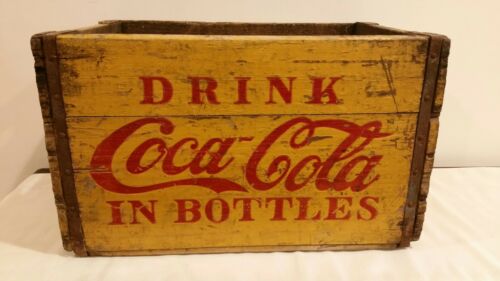 DRINK
Coca-Cola
IN BOTTLES